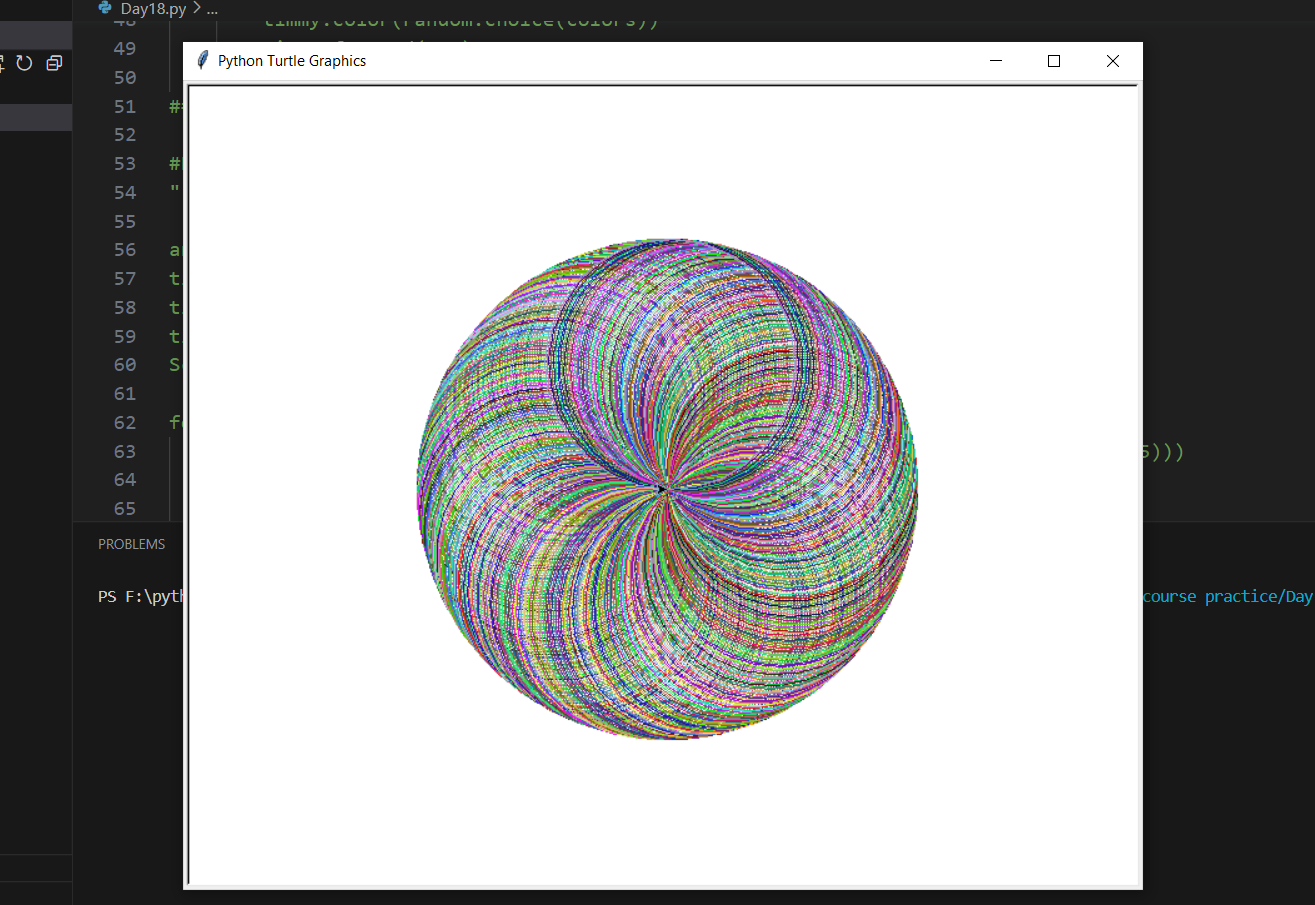 Day18.py > ...
48 timmy.color(random.choice(colors))
49
Python Turtle Graphics
50
51 #
52
53 #
54 "
55
56 a
57 t
58 t
59 t
60 S
61
62 f
63 5)))
64
65
PROBLEMS
PS F:\pyth course practice/Day